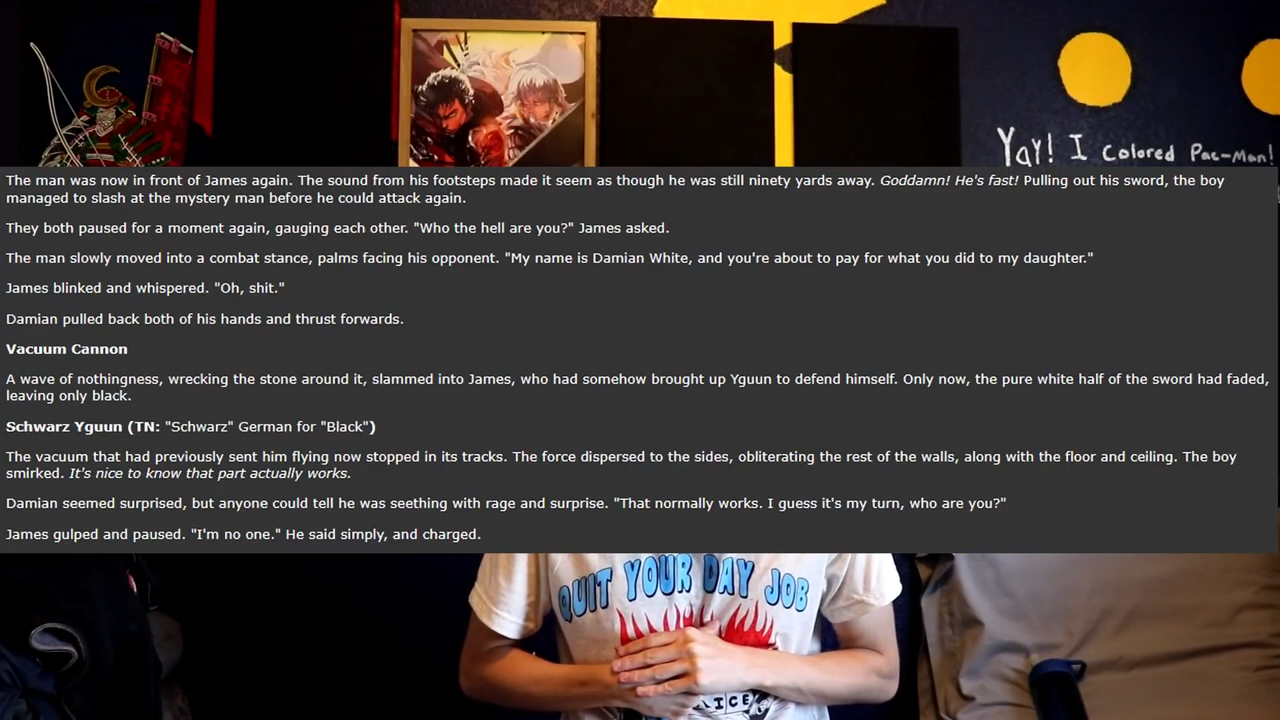 Yay! I Colored Pac-Man!
The man was now in front of James again. The sound from his footsteps made it seem as though he was still ninety yards away. Goddamn! He's fast! Pulling out his sword, the boy
managed to slash at the mystery man before he could attack again.
They both paused for a moment again, gauging each other. "Who the hell are you?" James asked.
The man slowly moved into a combat stance, palms facing his opponent. "My name is Damian White, and you're about to pay for what you did to my daughter."
James blinked and whispered. "Oh, shit."
Damian pulled back both of his hands and thrust forwards.
Vacuum Cannon
A wave of nothingness, wrecking the stone around it, slammed into James, who had somehow brought up Yguun to defend himself. Only now, the pure white half of the sword had faded,
leaving only black.
Schwarz Yguun (TN: "Schwarz" German for "Black")
The vacuum that had previously sent him flying now stopped in its tracks. The force dispersed to the sides, obliterating the rest of the walls, along with the floor and ceiling. The boy
smirked. It's nice to know that part actually works.
Damian seemed surprised, but anyone could tell he was seething with rage and surprise. "That normally works. I guess it's my turn, who are you?"
James gulped and paused. "I'm no one." He said simply, and charged.
QUIT YOUR DAY JOB